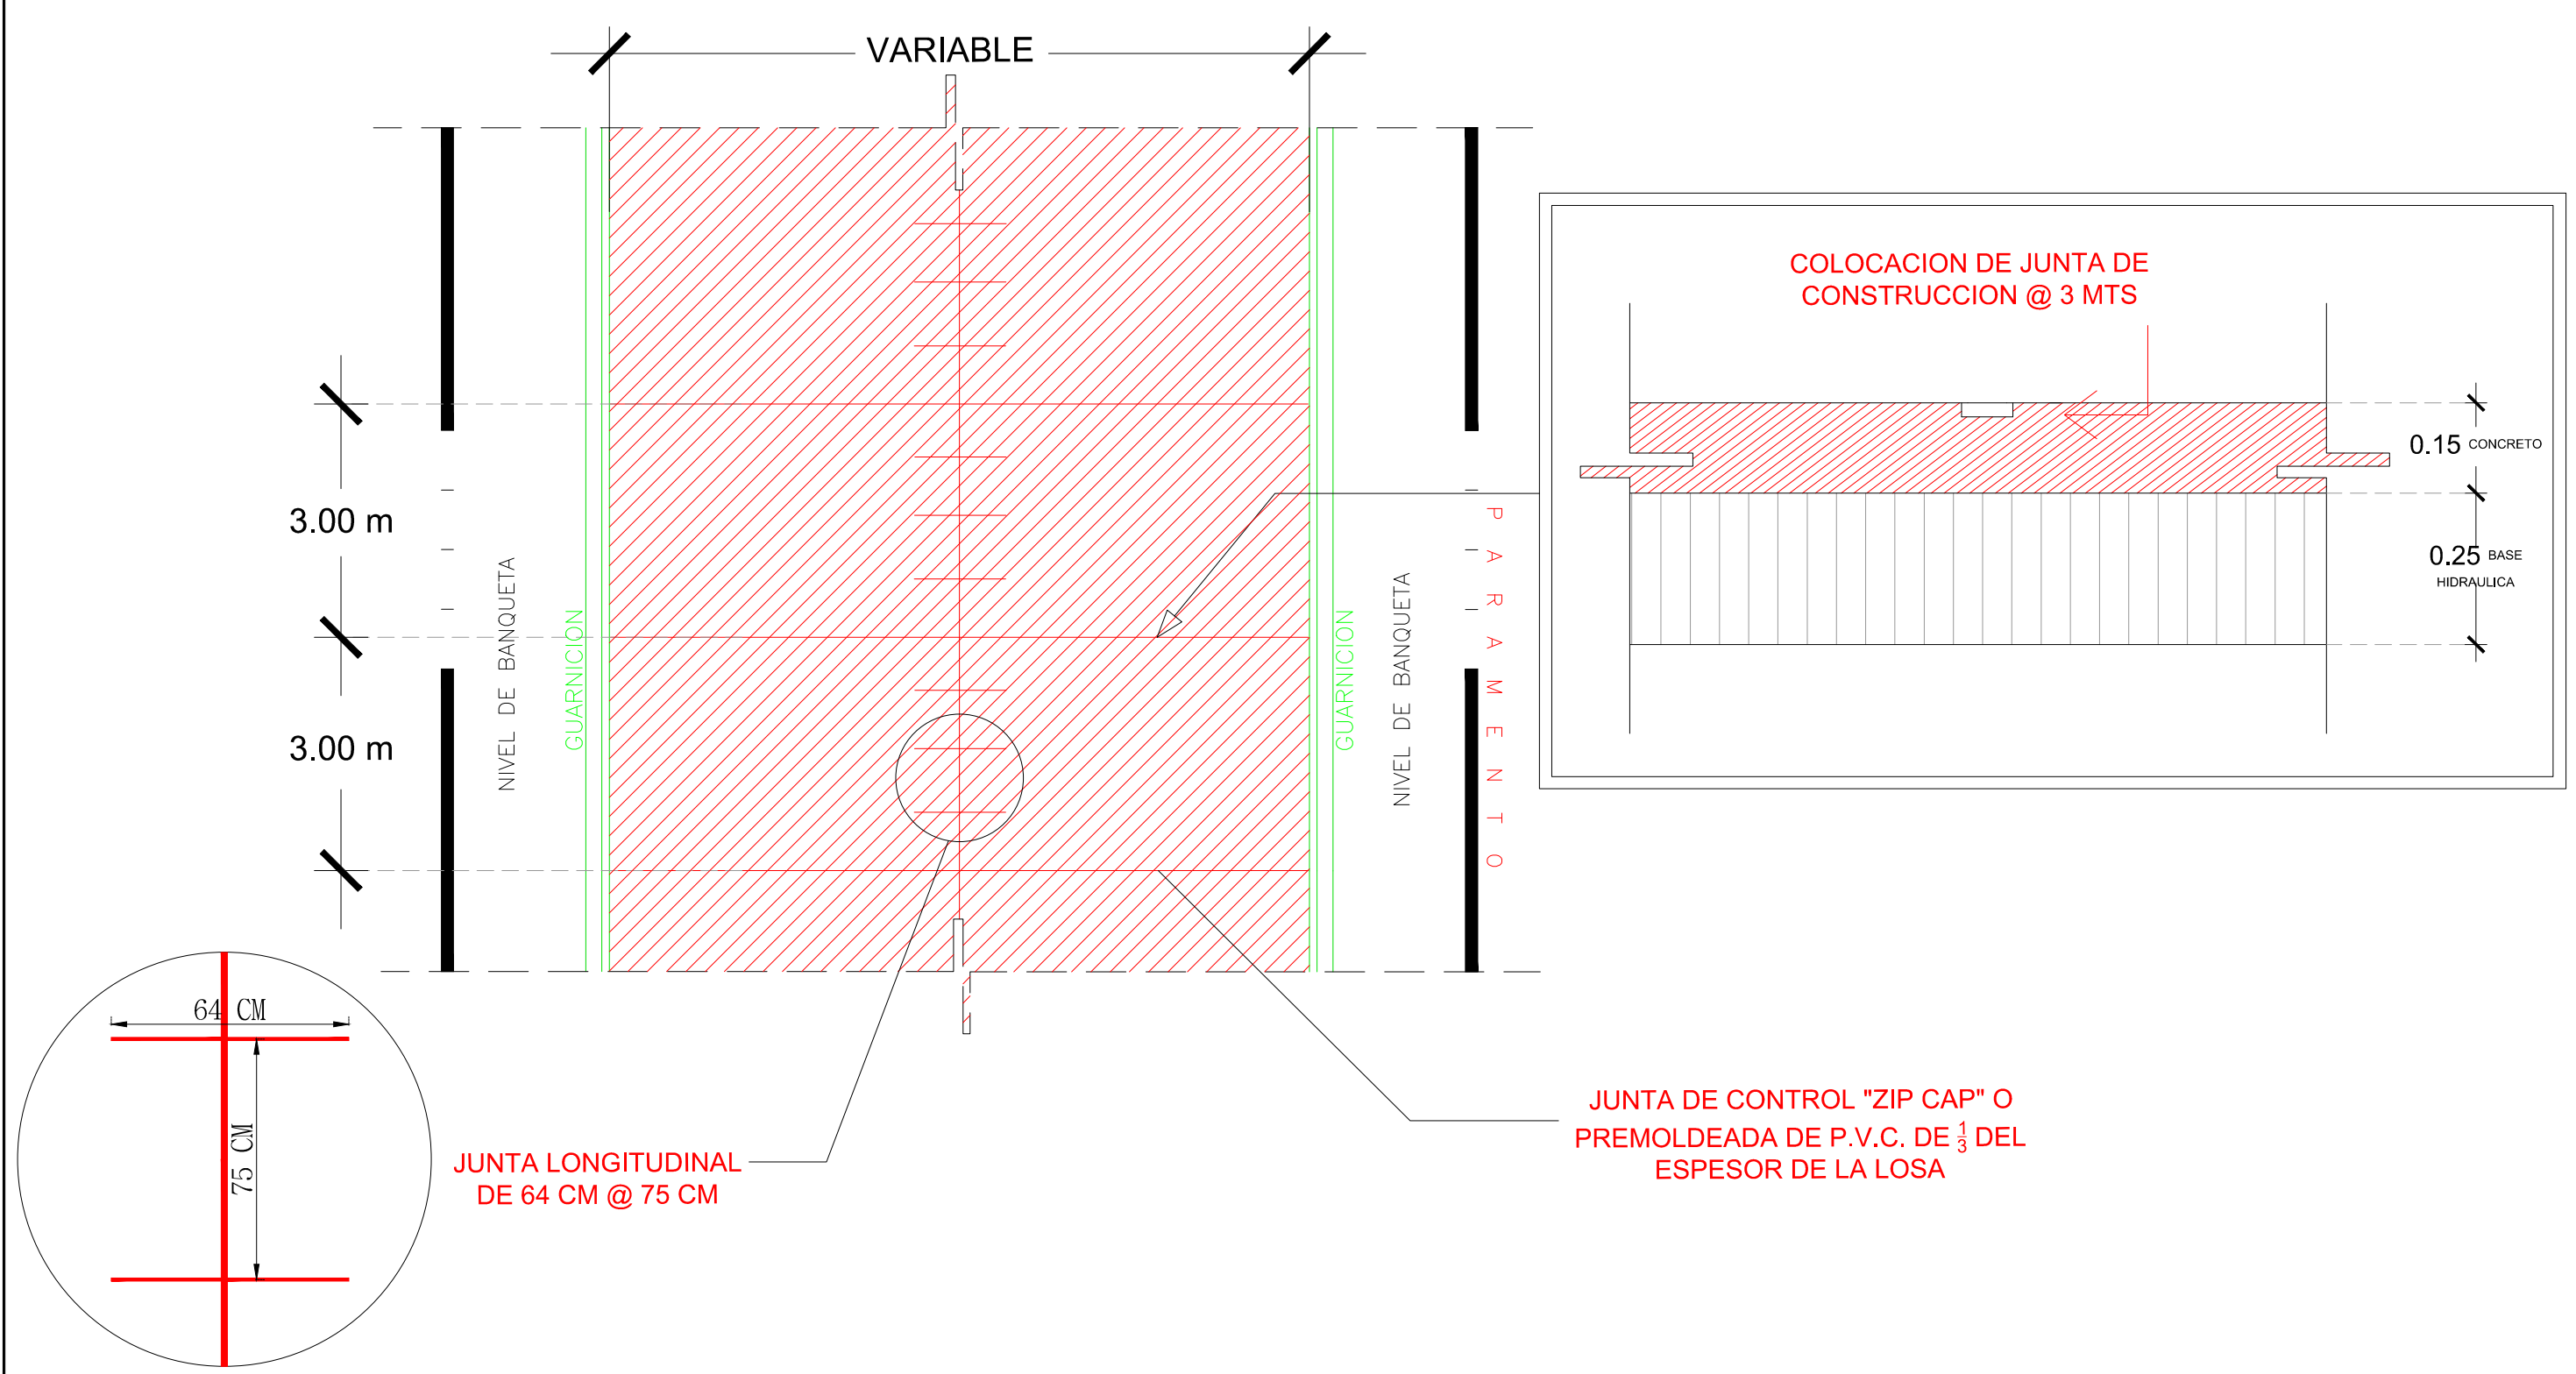 VARIABLE
COLOCACION DE JUNTA DE
CONSTRUCCION @ 3 MTS
0.15 CONCRETO
0.25 BASE
HIDRAULICA
3.00 m
3.00 m
NIVEL DE BANQUETA
GUARNICION
GUARNICION
NIVEL DE BANQUETA
PARAMENTO
64 CM
75 CM
JUNTA LONGITUDINAL
DE 64 CM @ 75 CM
JUNTA DE CONTROL "ZIP CAP" O
PREMOLDEADA DE P.V.C. DE 1/3 DEL
ESPESOR DE LA LOSA